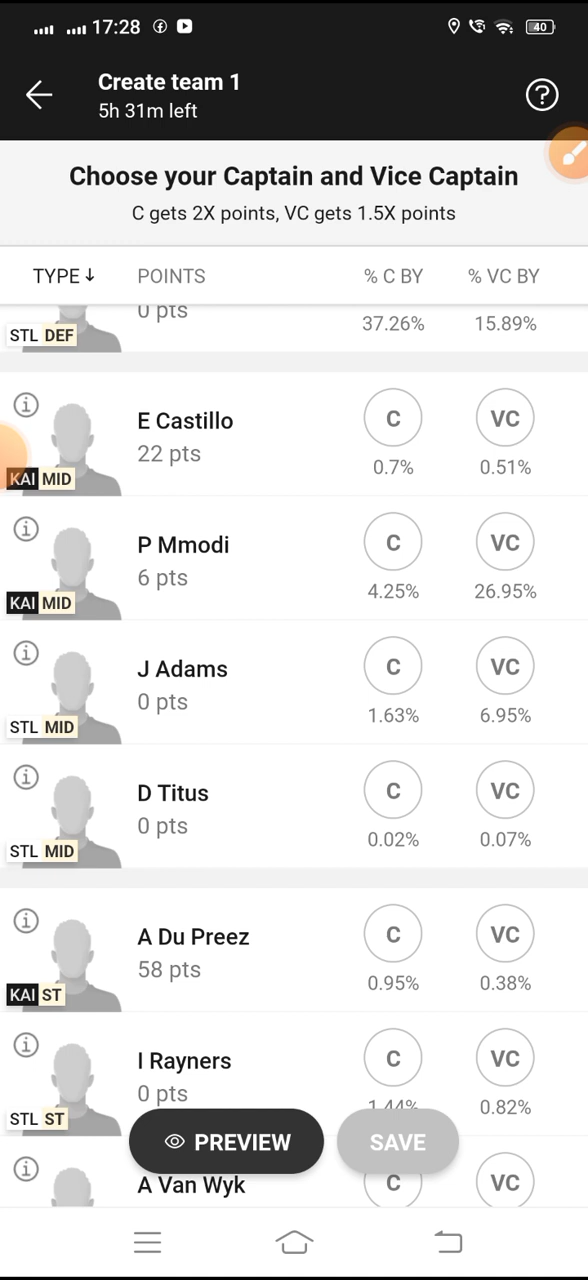 17:28
40
Create team 1
5h 31m left
?
Choose your Captain and Vice Captain
C gets 2X points, VC gets 1.5X points
TYPE↓ POINTS % C BY % VC BY
0 pts
37.26% 15.89%
STL DEF
E Castillo
C VC
22 pts
0.7% 0.51%
KAI MID
P Mmodi
C VC
6 pts
4.25% 26.95%
KAI MID
J Adams
C VC
0 pts
1.63% 6.95%
STL MID
D Titus
C VC
0 pts
0.02% 0.07%
STL MID
A Du Preez
C VC
58 pts
0.95% 0.38%
KAI ST
I Rayners
C VC
0 pts
1.44% 0.82%
STL ST
PREVIEW SAVE
A Van Wyk
C VC